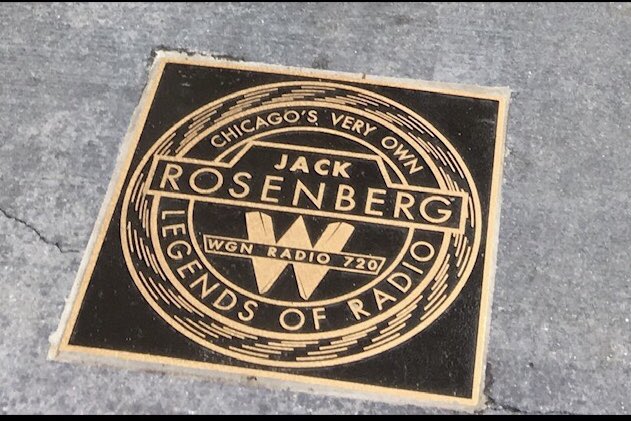 CHICAGO'S VERY OWN
JACK
ROSENBERG
W
WGN RADIO 720
LEGENDS OF RADIO